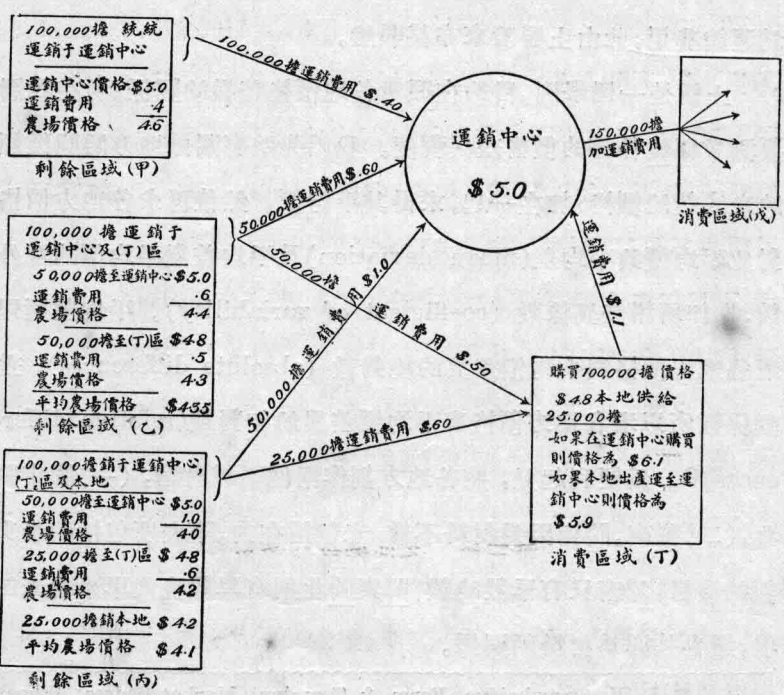 100,000擔 統統
運銷于運銷中心
運銷中心價格$5.0
運銷費用 .4
農場價格 4.6
剩餘區域(甲)
100,000擔運銷費用 $.40
運銷中心
$5.0
150,000擔
加運銷費用
消費區域(戊)
100,000 擔運銷于
運銷中心及(丁)區
50,000擔至運銷中心$5.0
運銷費用 .6
農場價格 4.4
50,000擔至(丁)區 $4.8
運銷費用 .5
農場價格 4.3
平均農場價格 $4.35
剩餘區域(乙)
50,000擔運銷費用$.60
50,000擔 運銷費用 $.50
50,000擔運銷費用 $1.0
運銷費用 $1.1
25,000擔運銷費用 $.60
100,000擔銷于運銷中心,
(丁)區及本地
50,000擔至運銷中心$5.0
運銷費用 1.0
農場價格 4.0
25,000擔至(丁)區 $4.8
運銷費用 .6
農場價格 4.2
25,000擔銷本地 $4.2
平均農場價格 $4.1
剩餘區域(丙)
購買100,000擔價格
$4.8本地供給
25,000擔
如果在運銷中心購買
則價格為 $6.1
如果本地出產運至運
銷中心則價格為
$5.9
消費區域(丁)